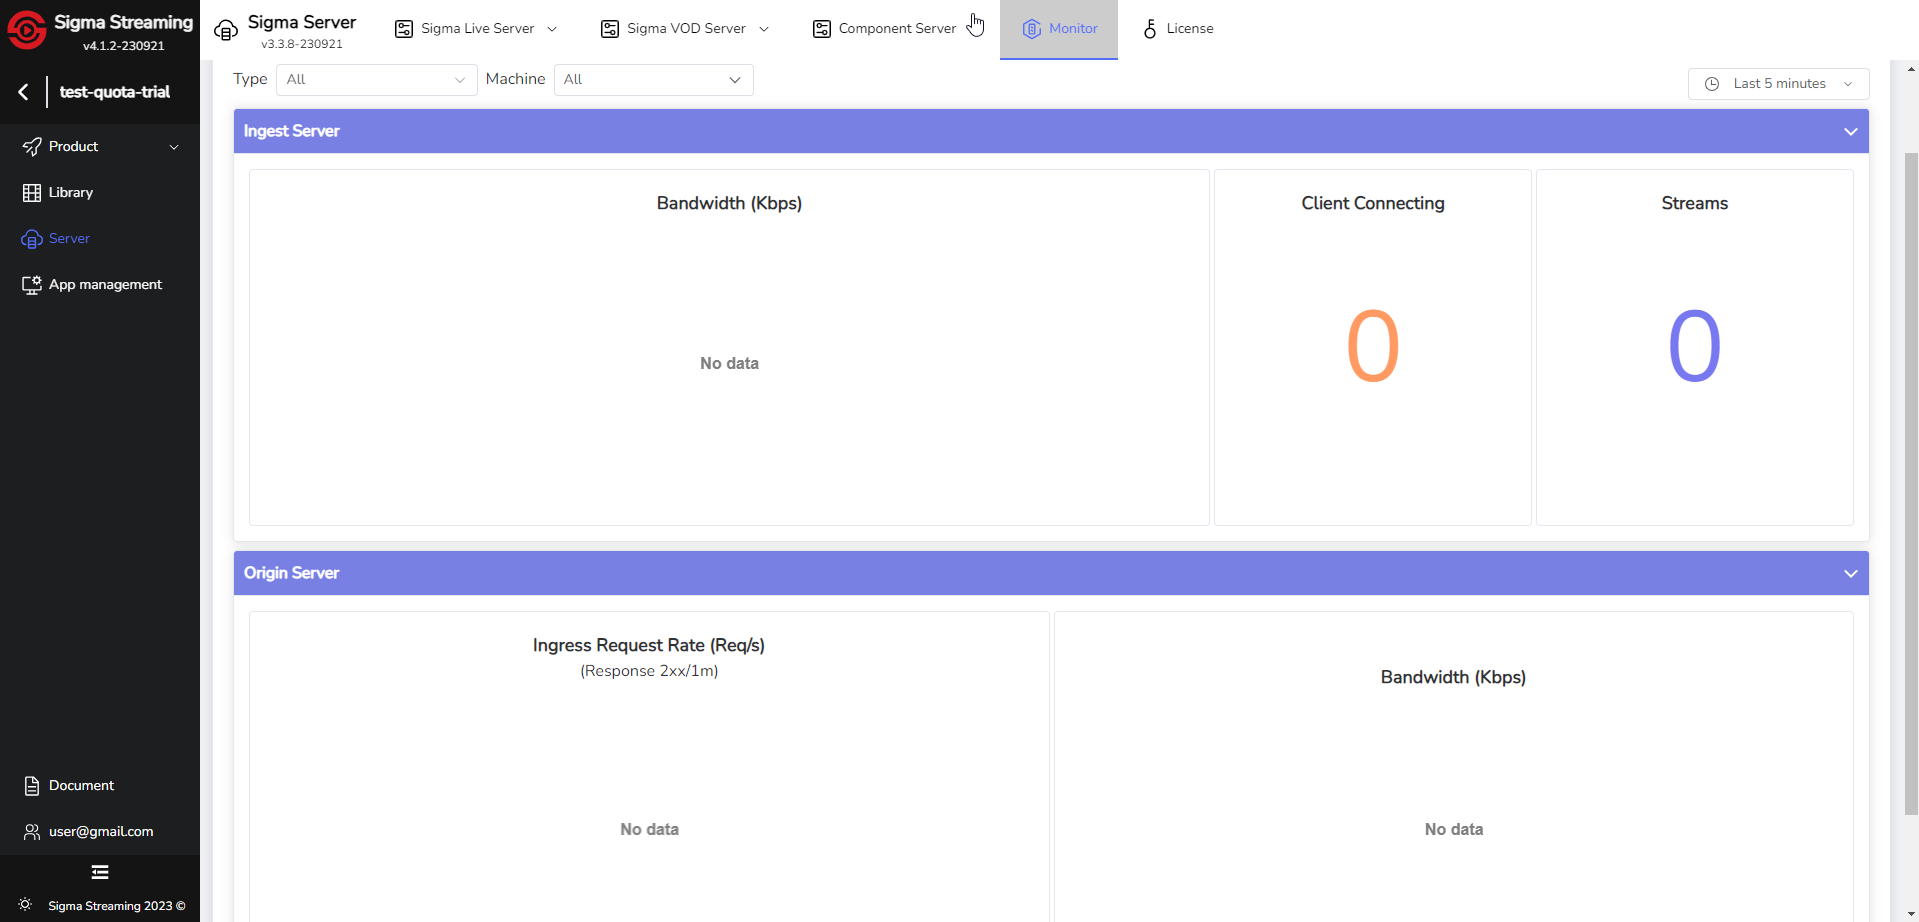 Sigma Streaming
v4.1.2-230921
test-quota-trial
Product
Library
Server
App management
Document
user@gmail.com
Sigma Streaming 2023 ©
Sigma Server
v3.3.8-230921
Sigma Live Server
Sigma VOD Server
Component Server
Monitor
License
Type All Machine All
Last 5 minutes
Ingest Server
Bandwidth (Kbps)
No data
Client Connecting
0
Streams
0
Origin Server
Ingress Request Rate (Req/s)
(Response 2xx/1m)
No data
Bandwidth (Kbps)
No data